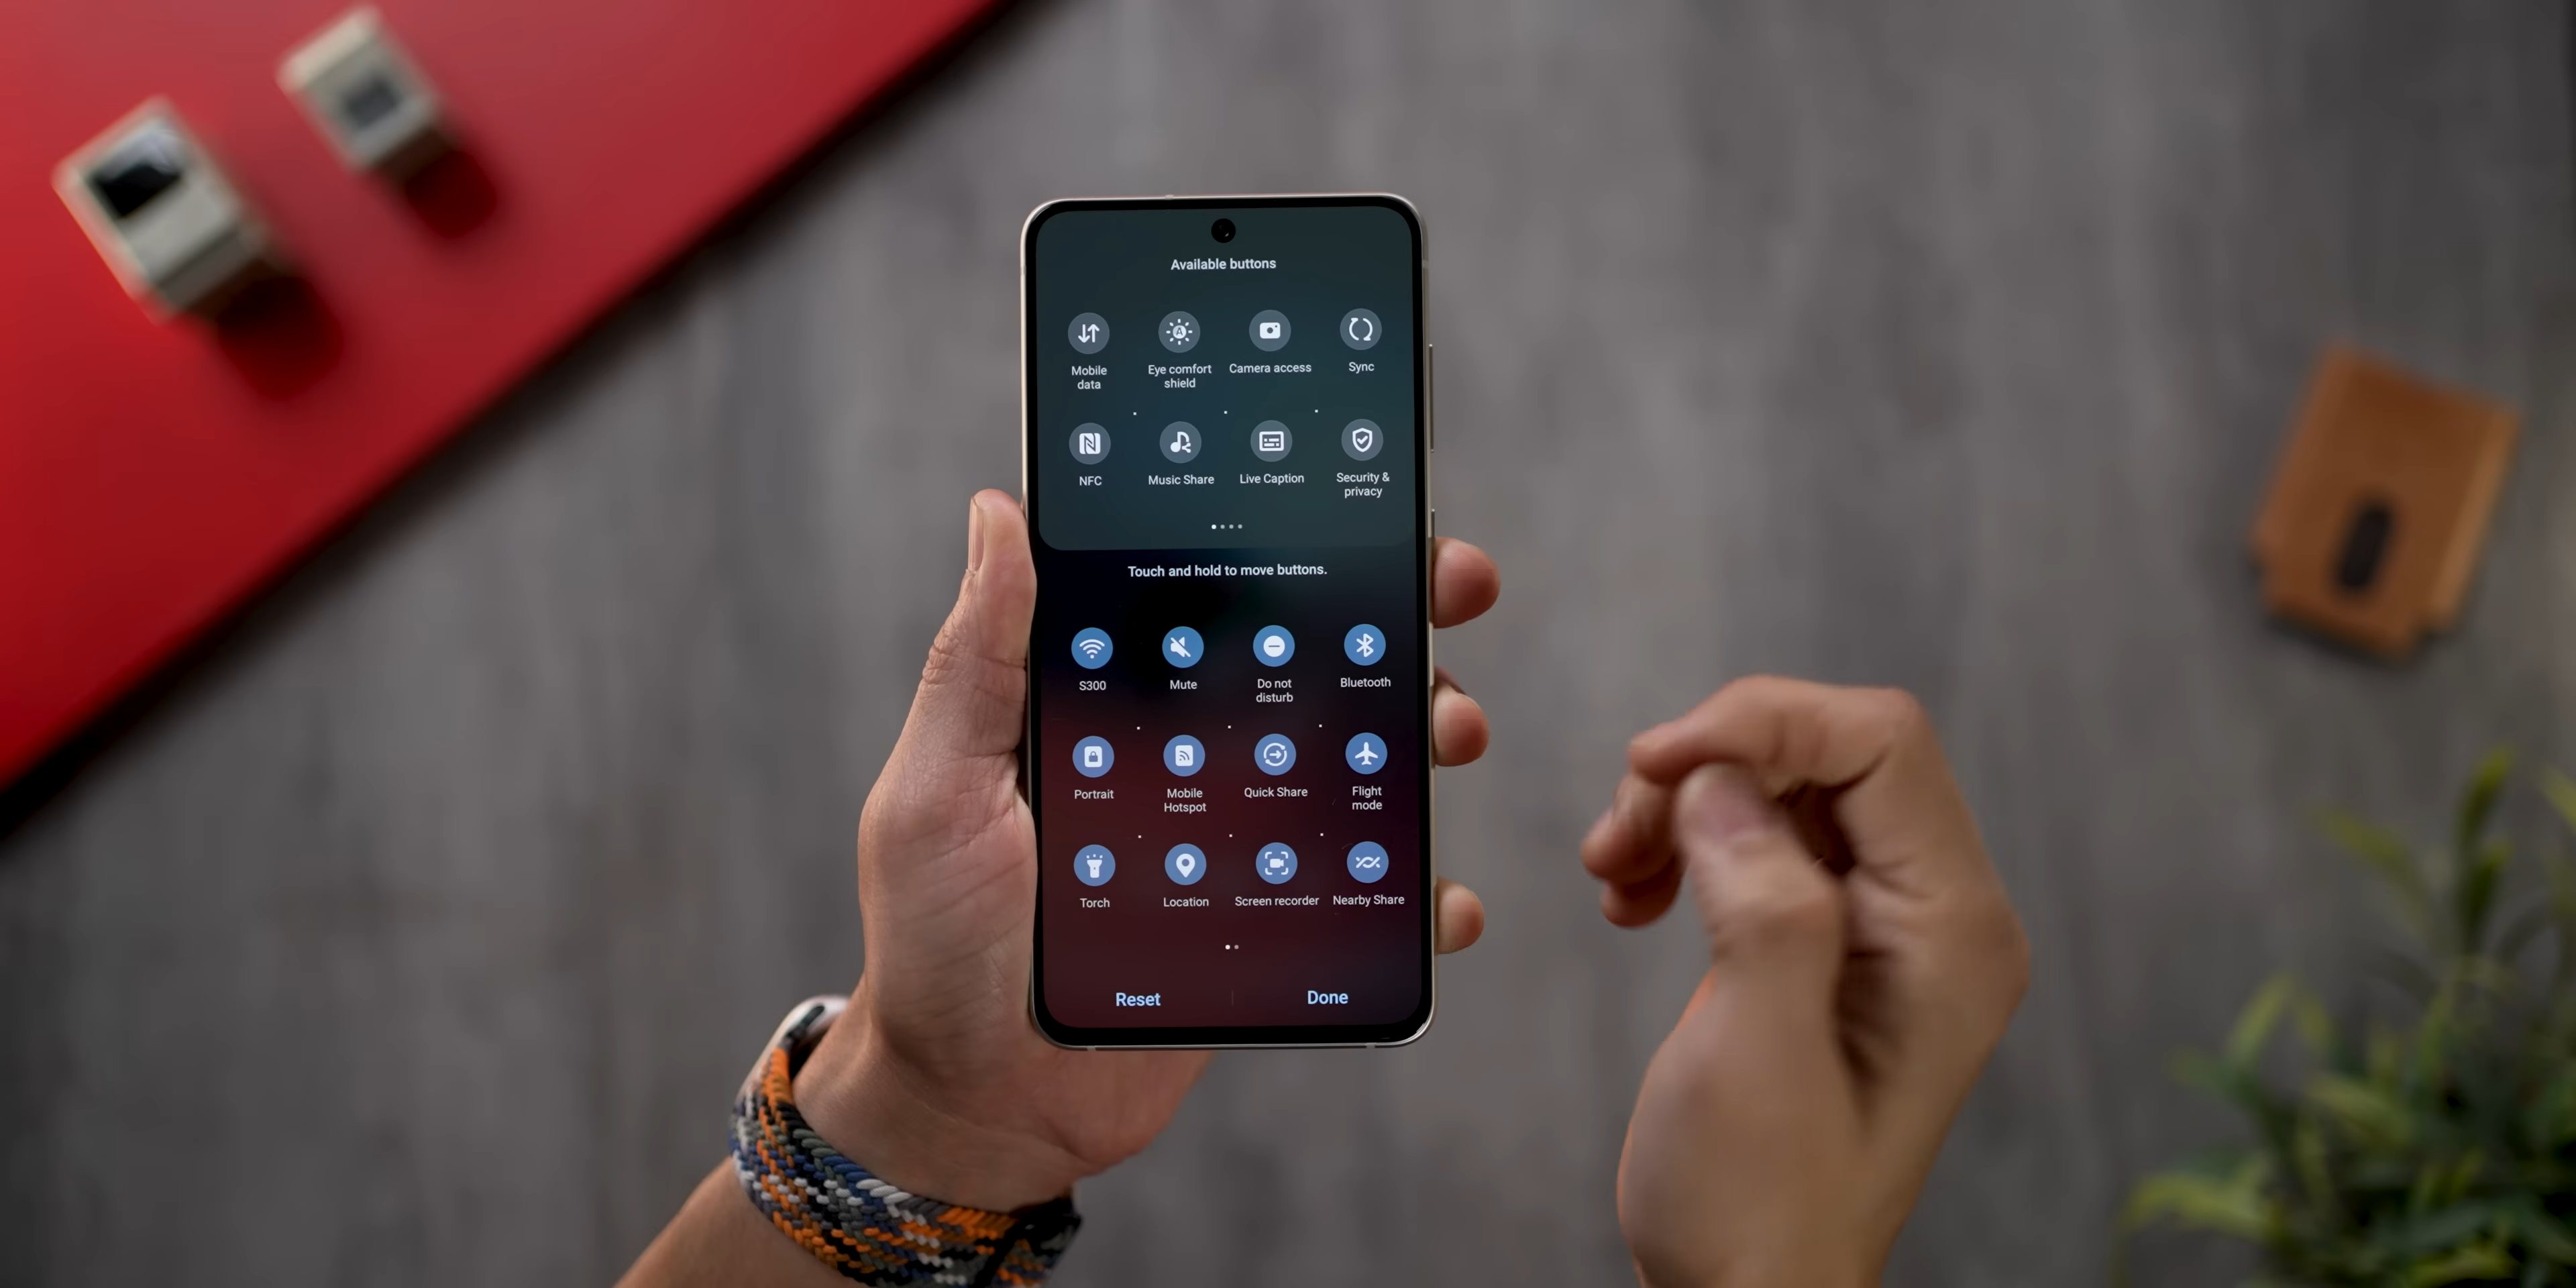 Available buttons
Mobile
data
Eye comfort
shield
Camera access
Sync
NFC
Music Share
Live Caption
Security &
privacy
Touch and hold to move buttons.
S300
Mute
Do not
disturb
Bluetooth
Portrait
Mobile
Hotspot
Quick Share
Flight
mode
Torch
Location
Screen recorder
Nearby Share
Reset
Done